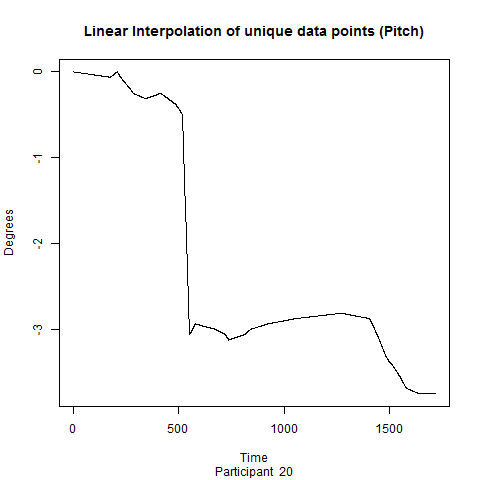 Linear Interpolation of unique data points (Pitch)
Degrees
0
-1
-2
-3
0 500 1000 1500
Time
Participant 20